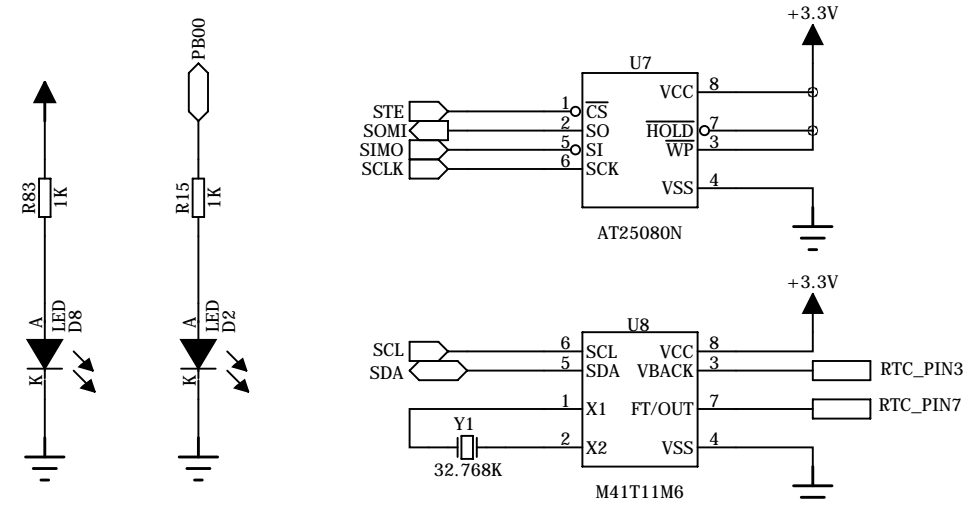 PB00
R83
1K
R15
1K
A
LED
D8
K
A
LED
D2
K
+3.3V
U7
STE 1 CS VCC 8
SOMI 2 SO HOLD 7
SIMO 5 SI WP 3
SCLK 6 SCK
VSS 4
AT25080N
+3.3V
U8
SCL 6 SCL VCC 8
SDA 5 SDA VBACK 3 RTC_PIN3
1 X1 FT/OUT 7 RTC_PIN7
Y1
2 X2 VSS 4
32.768K
M41T11M6